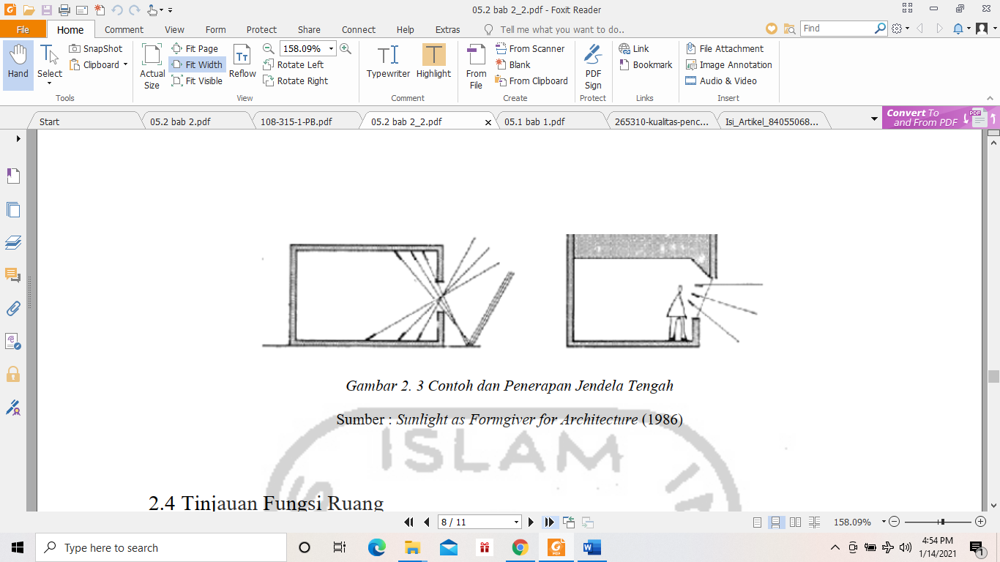 05.2 bab 2_2.pdf - Foxit Reader
File Home Comment View Form Protect Share Connect Help Extras Tell me what you want to do.. Find
Hand
Select
SnapShot
Clipboard
Tools
Actual Size
Fit Page
Fit Width
Fit Visible
Reflow
158.09%
Rotate Left
Rotate Right
View
Typewriter
Highlight
Comment
From File
From Scanner
Blank
From Clipboard
Create
PDF Sign
Protect
Link
Bookmark
Links
File Attachment
Image Annotation
Audio & Video
Insert
Start 05.2 bab 2.pdf 108-315-1-PB.pdf 05.2 bab 2_2.pdf 05.1 bab 1.pdf 265310-kualitas-penc... Isi_Artikel_84055068...
Convert To
and From PDF
PDF
Gambar 2. 3 Contoh dan Penerapan Jendela Tengah
Sumber : Sunlight as Formgiver for Architecture (1986)
ISLAM
2.4 Tinjauan Fungsi Ruang
8 / 11
158.09%
Type here to search
4:54 PM
1/14/2021
1